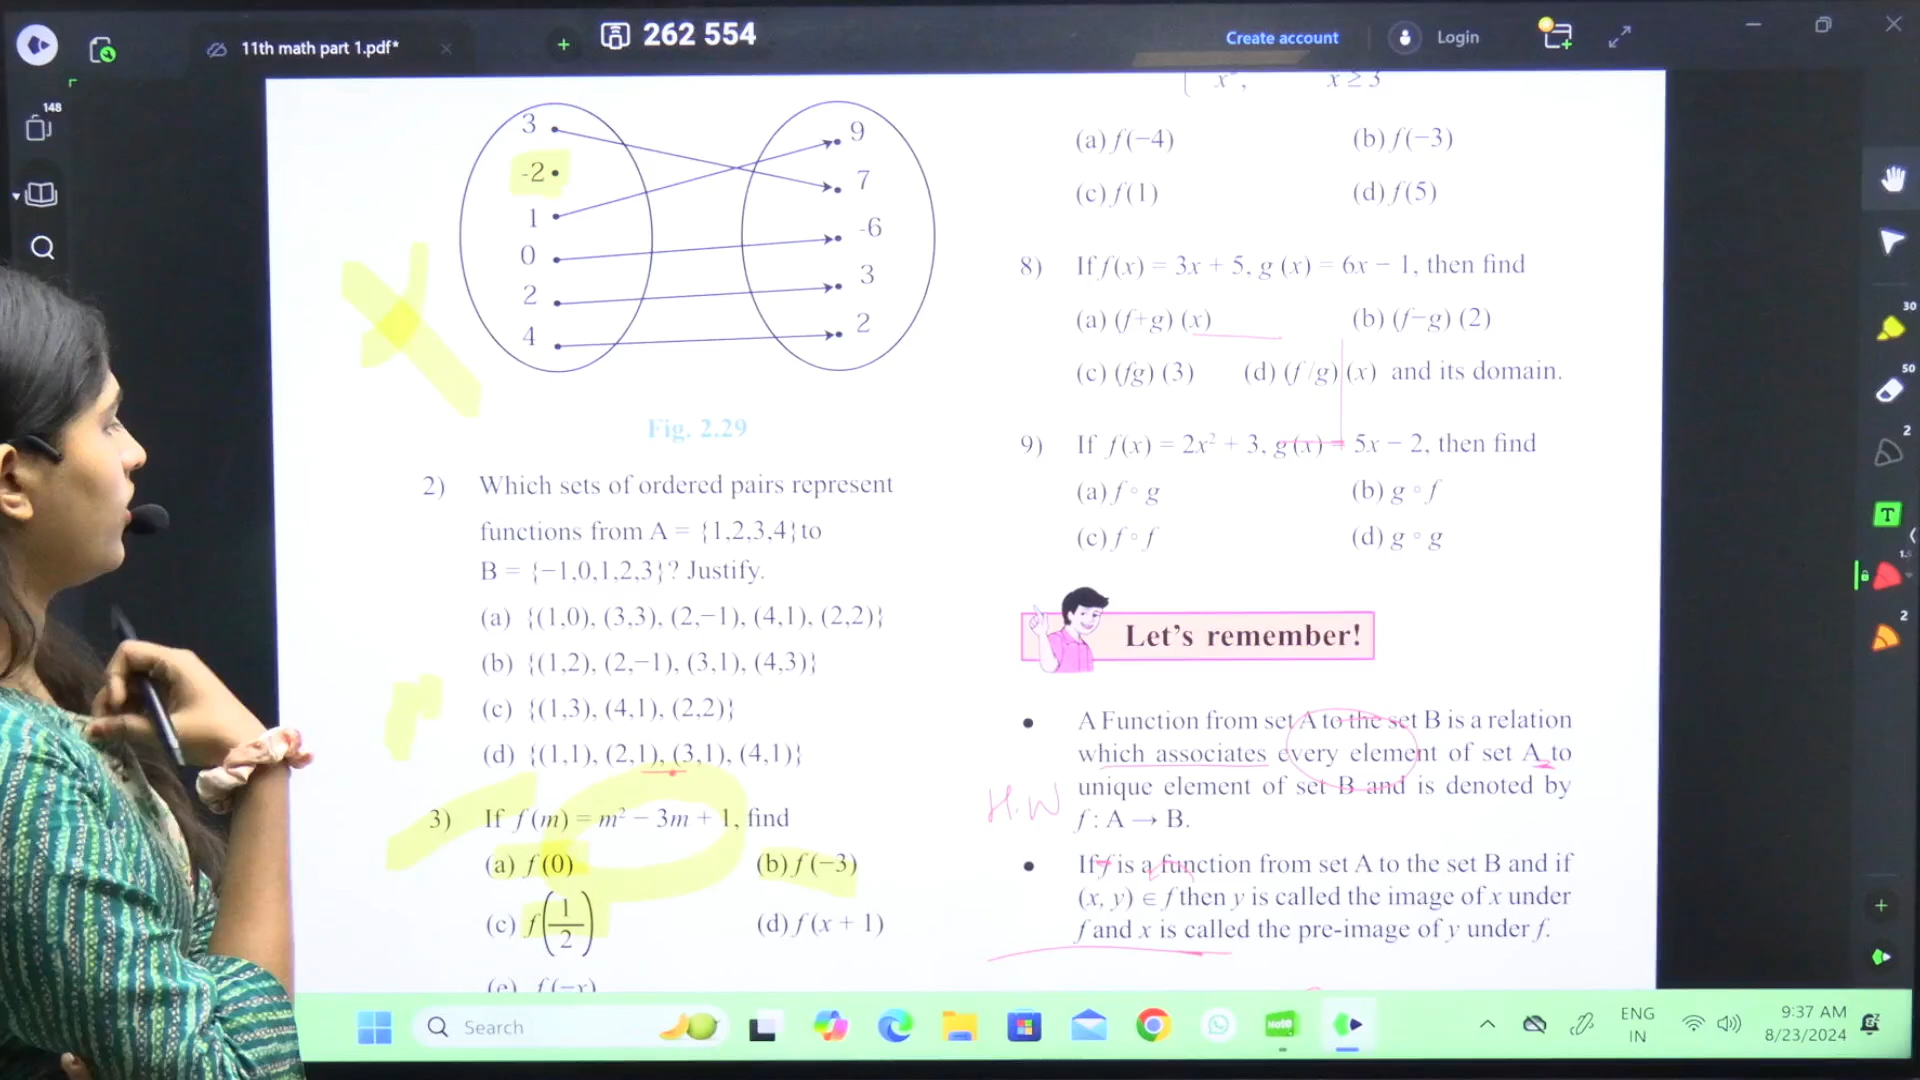 11th math part 1.pdf*
262 554
Create account
Login
148
3
-2
1
0
2
4
9
7
-6
3
2
Fig. 2.29
2) Which sets of ordered pairs represent
functions from A = {1,2,3,4}to
B = {−1,0,1,2,3}? Justify.
(a) {(1,0), (3,3), (2,−1), (4,1), (2,2)}
(b) {(1,2), (2,−1), (3,1), (4,3)}
(c) {(1,3), (4,1), (2,2)}
(d) {(1,1), (2,1), (3,1), (4,1)}
3) If f(m) = m² − 3m + 1, find
(a) f(0) (b) f(−3)
(c) f(1/2) (d) f(x + 1)
(e) f(−x)
x ≥ 3
(a) f(−4) (b) f(−3)
(c) f(1) (d) f(5)
8) If f(x) = 3x + 5, g (x) = 6x − 1, then find
(a) (f+g) (x) (b) (f−g) (2)
(c) (fg) (3) (d) (f/g) (x) and its domain.
9) If f(x) = 2x² + 3, g (x) = 5x − 2, then find
(a) f ∘ g (b) g ∘ f
(c) f ∘ f (d) g ∘ g
Let's remember!
• A Function from set A to the set B is a relation
which associates every element of set A to
unique element of set B and is denoted by
f : A → B.
H.W
• If f is a function from set A to the set B and if
(x, y) ∈ f then y is called the image of x under
f and x is called the pre-image of y under f.
30
50
2
T
1.5
2
Search
Note
ENG
IN
9:37 AM
8/23/2024